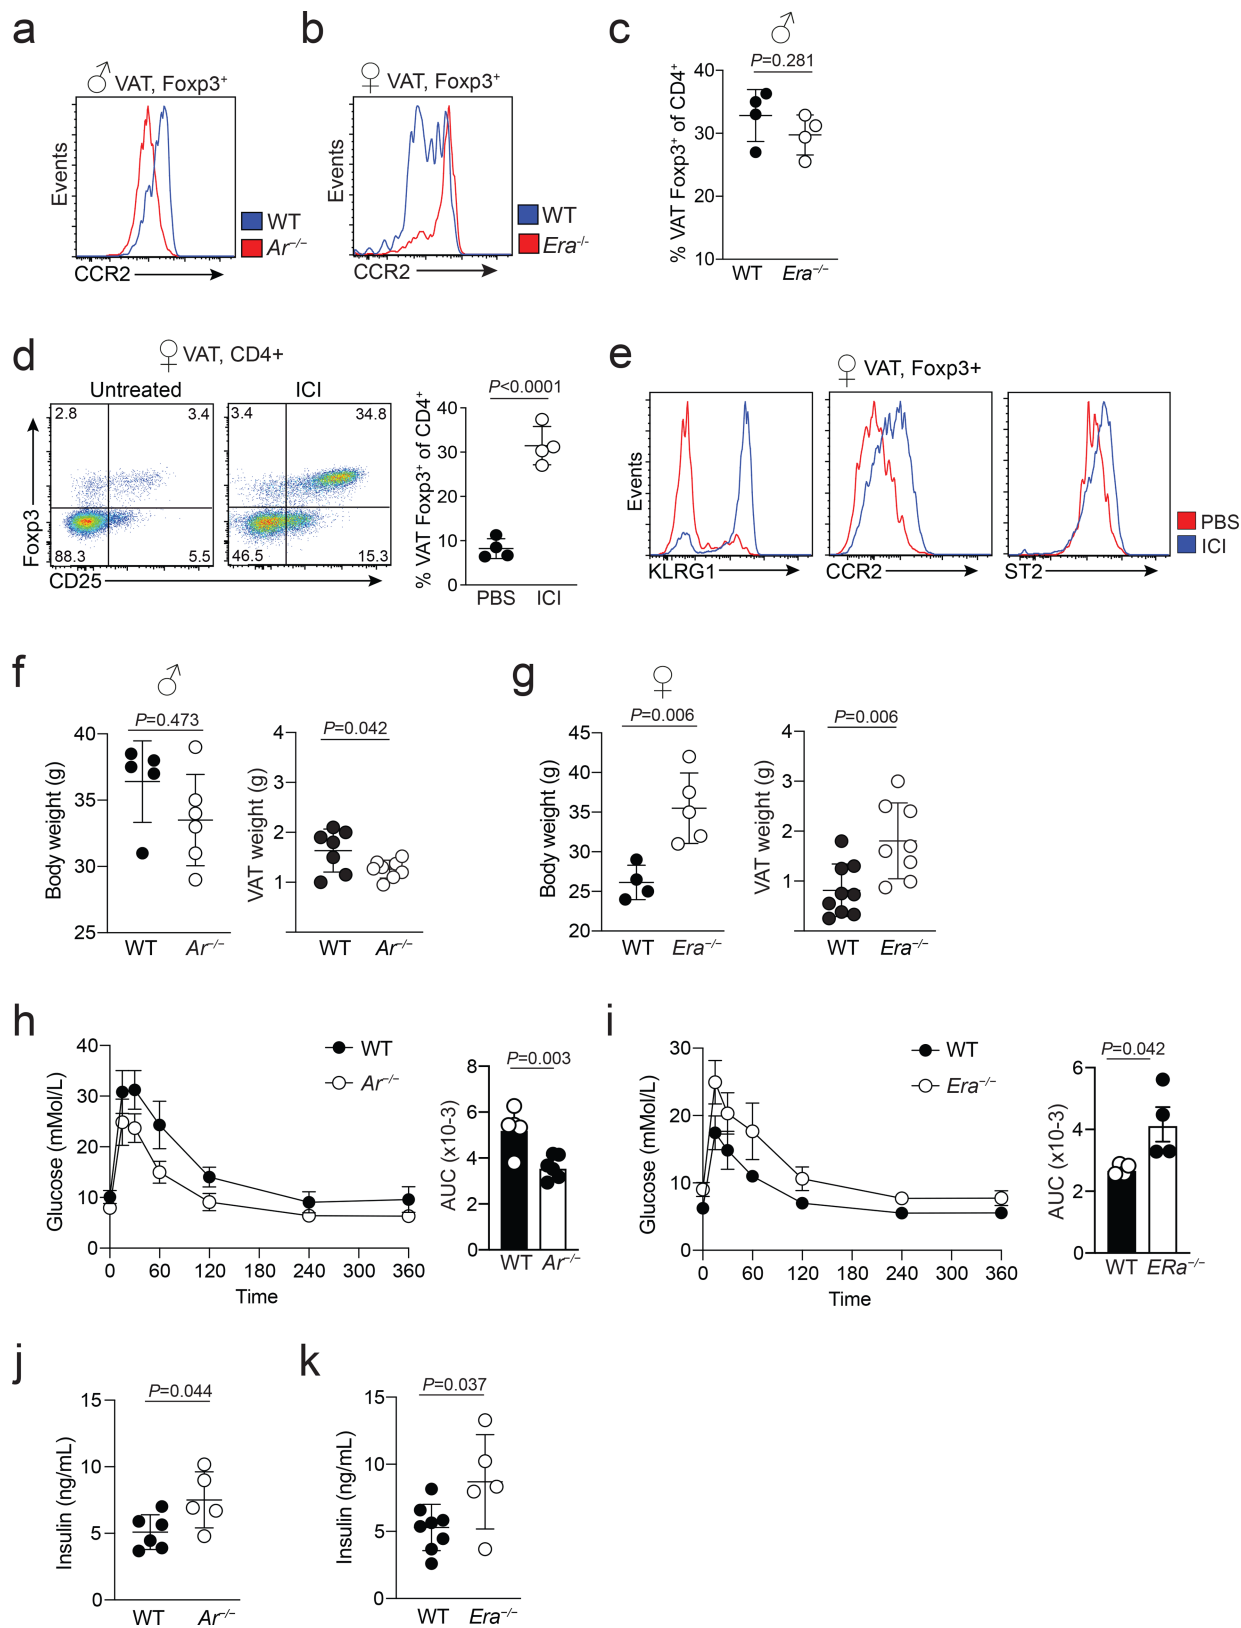 a
♂ VAT, Foxp3⁺
Events
CCR2
WT
Ar⁻/⁻
b
♀ VAT, Foxp3⁺
Events
CCR2
WT
Era⁻/⁻
c
♂
P=0.281
% VAT Foxp3⁺ of CD4⁺
40
30
20
10
WT Era⁻/⁻
d
♀ VAT, CD4+
Untreated ICI
2.8 3.4
88.3 5.5
3.4 34.8
46.5 15.3
Foxp3
CD25
P<0.0001
% VAT Foxp3⁺ of CD4⁺
40
30
20
10
0
PBS ICI
e
♀ VAT, Foxp3+
Events
KLRG1 CCR2 ST2
PBS
ICI
f
♂
P=0.473
Body weight (g)
40
35
30
25
WT Ar⁻/⁻
P=0.042
VAT weight (g)
4
3
2
1
WT Ar⁻/⁻
g
♀
P=0.006
Body weight (g)
45
40
35
30
25
20
WT Era⁻/⁻
P=0.006
VAT weight (g)
4
3
2
1
WT Era⁻/⁻
h
Glucose (mMol/L)
40
30
20
10
0
0 60 120 180 240 300 360
Time
WT
Ar⁻/⁻
P=0.003
AUC (x10-3)
8
6
4
2
0
WT Ar⁻/⁻
i
Glucose (mMol/L)
30
20
10
0
0 60 120 180 240 300 360
Time
WT
Era⁻/⁻
P=0.042
AUC (x10-3)
6
4
2
0
WT ERa⁻/⁻
j
P=0.044
Insulin (ng/mL)
15
10
5
0
WT Ar⁻/⁻
k
P=0.037
Insulin (ng/mL)
15
10
5
0
WT Era⁻/⁻